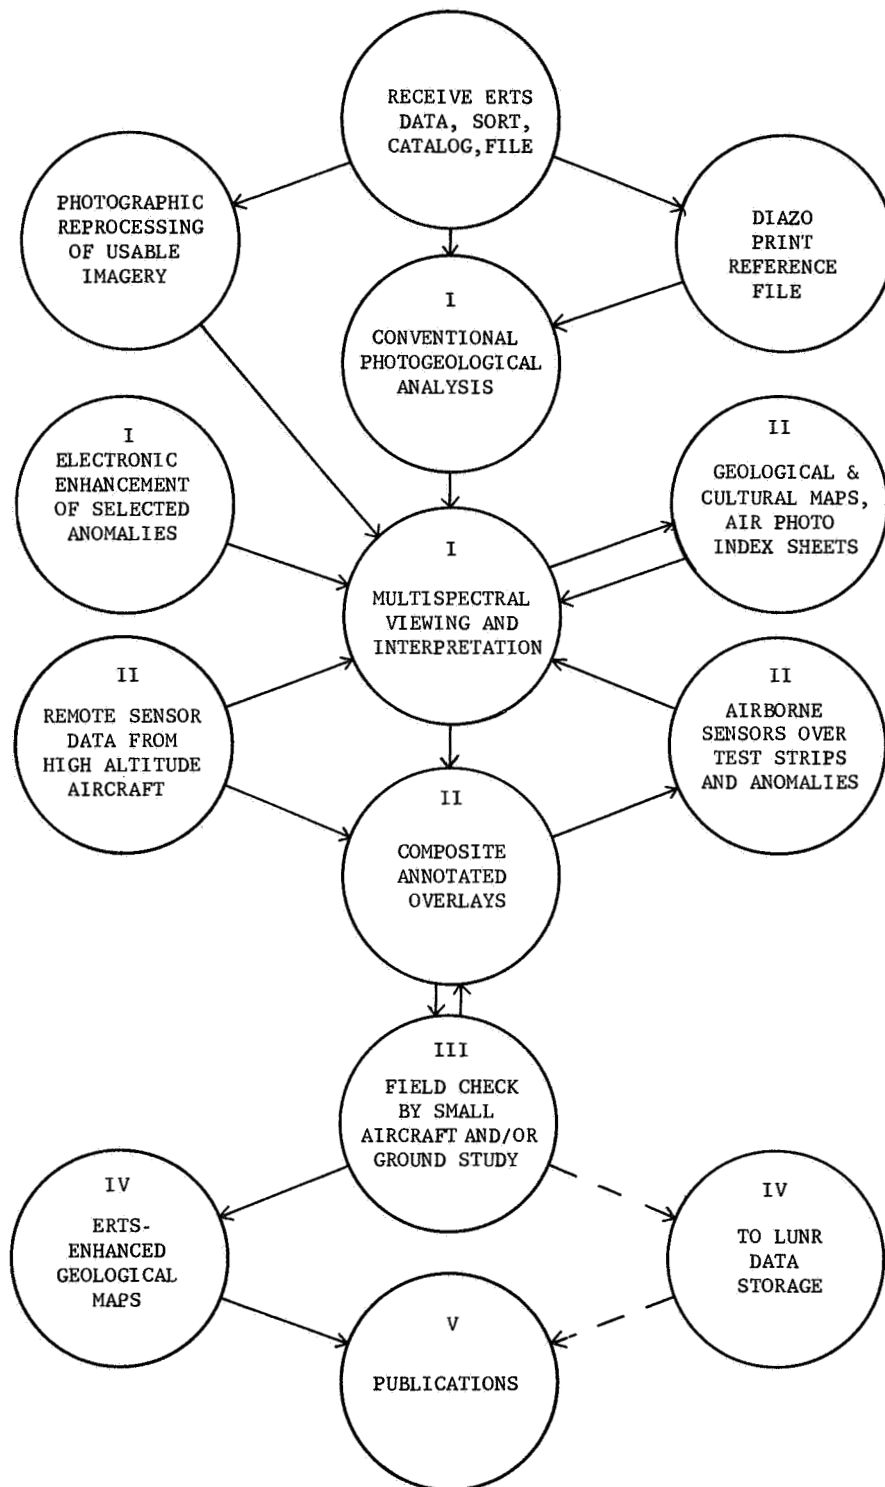 RECEIVE ERTS
DATA, SORT,
CATALOG, FILE
PHOTOGRAPHIC
REPROCESSING
OF USABLE
IMAGERY
DIAZO
PRINT
REFERENCE
FILE
I
CONVENTIONAL
PHOTOGEOLOGICAL
ANALYSIS
I
ELECTRONIC
ENHANCEMENT
OF SELECTED
ANOMALIES
II
GEOLOGICAL &
CULTURAL MAPS,
AIR PHOTO
INDEX SHEETS
I
MULTISPECTRAL
VIEWING AND
INTERPRETATION
II
REMOTE SENSOR
DATA FROM
HIGH ALTITUDE
AIRCRAFT
II
AIRBORNE
SENSORS OVER
TEST STRIPS
AND ANOMALIES
II
COMPOSITE
ANNOTATED
OVERLAYS
III
FIELD CHECK
BY SMALL
AIRCRAFT AND/OR
GROUND STUDY
IV
ERTS-
ENHANCED
GEOLOGICAL
MAPS
IV
TO LUNR
DATA
STORAGE
V
PUBLICATIONS